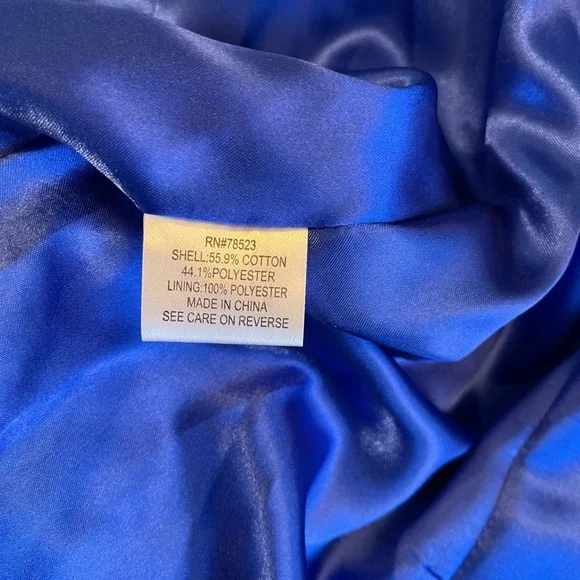 RN#78523
SHELL:55.9% COTTON
44.1%POLYESTER
LINING:100% POLYESTER
MADE IN CHINA
SEE CARE ON REVERSE